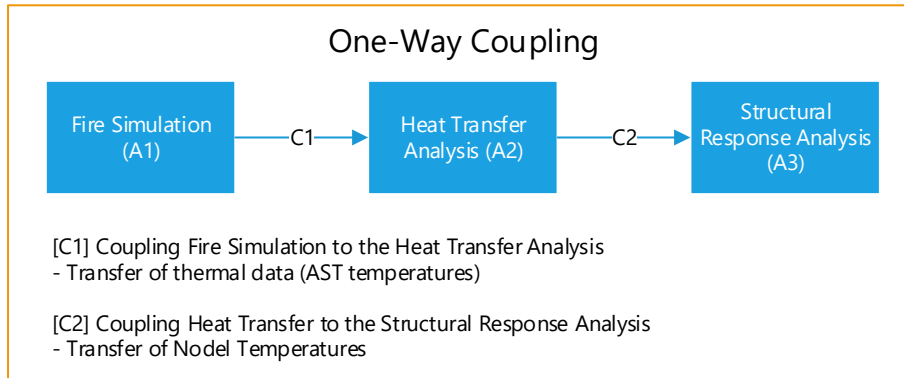 One-Way Coupling
Fire Simulation
(A1)
C1
Heat Transfer
Analysis (A2)
C2
Structural
Response Analysis
(A3)
[C1] Coupling Fire Simulation to the Heat Transfer Analysis
- Transfer of thermal data (AST temperatures)
[C2] Coupling Heat Transfer to the Structural Response Analysis
- Transfer of Nodel Temperatures